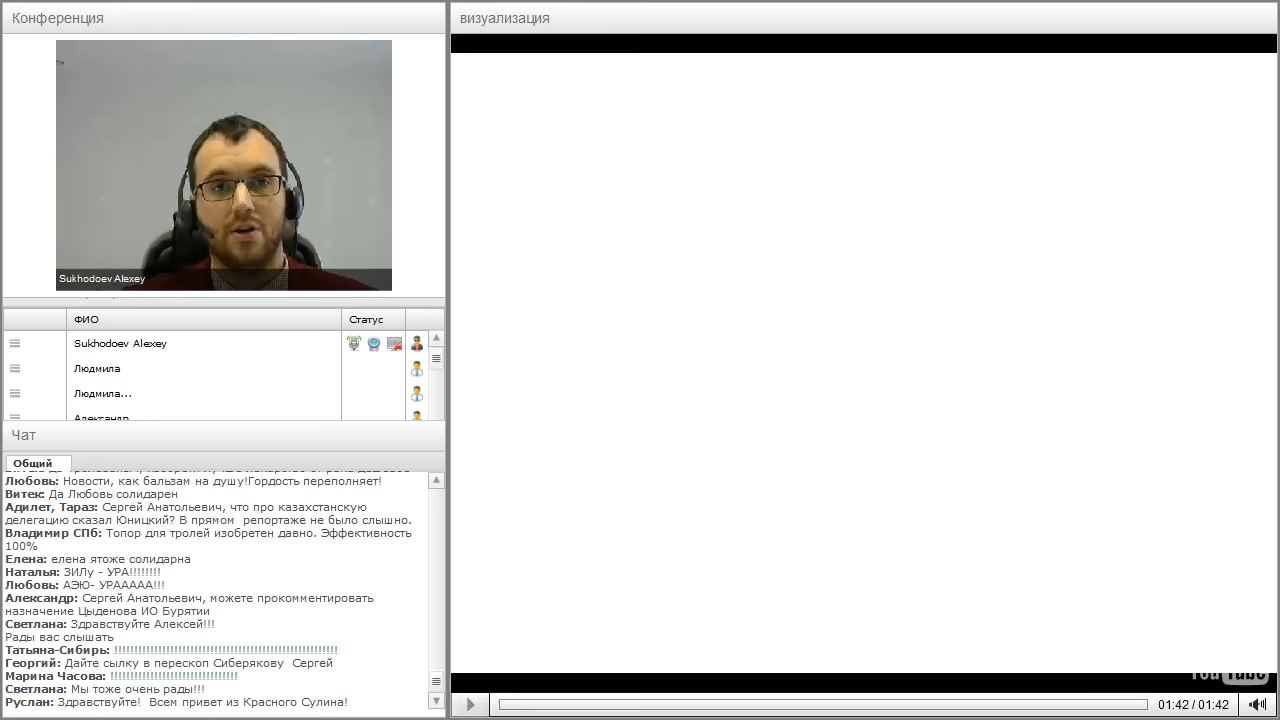 Конференция
визуализация
Sukhodoev Alexey
ФИО
Статус
Sukhodoev Alexey
Людмила
Людмила...
Александр
Чат
Общий
Любовь: Новости, как бальзам на душу!Гордость переполняет!
Витек: Да Любовь солидарен
Адилет, Тараз: Сергей Анатольевич, что про казахстанскую
делегацию сказал Юницкий? В прямом  репортаже не было слышно.
Владимир СПб: Топор для тролей изобретен давно. Эффективность
100%
Елена: елена ятоже солидарна
Наталья: ЗИЛу - УРА!!!!!!!!
Любовь: АЭЮ- УРААААА!!!
Александр: Сергей Анатольевич, можете прокомментировать
назначение Цыденова ИО Бурятии
Светлана: Здравствуйте Алексей!!!
Рады вас слышать
Татьяна-Сибирь: !!!!!!!!!!!!!!!!!!!!!!!!!!!!!!!!!!!!!!!!!!!!!!!!!!!!!!!!
Георгий: Дайте сылку в перескоп Сиберякову  Сергей
Марина Часова: !!!!!!!!!!!!!!!!!!!!!!!!!!!!!!!!
Светлана: Мы тоже очень рады!!!
Руслан: Здравствуйте!  Всем привет из Красного Сулина!
YouTube
01:42 / 01:42